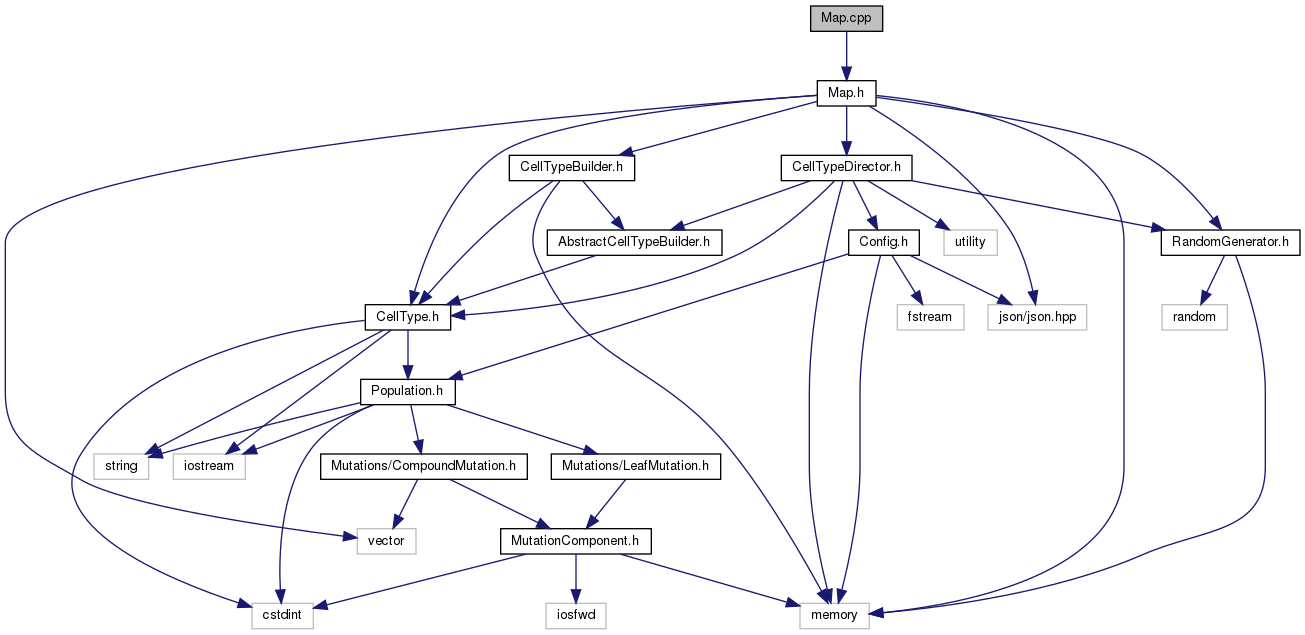 Map.cpp
Map.h
CellTypeBuilder.h
CellTypeDirector.h
AbstractCellTypeBuilder.h
Config.h
utility
RandomGenerator.h
CellType.h
fstream
json/json.hpp
random
Population.h
string
iostream
Mutations/CompoundMutation.h
Mutations/LeafMutation.h
vector
MutationComponent.h
cstdint
iosfwd
memory